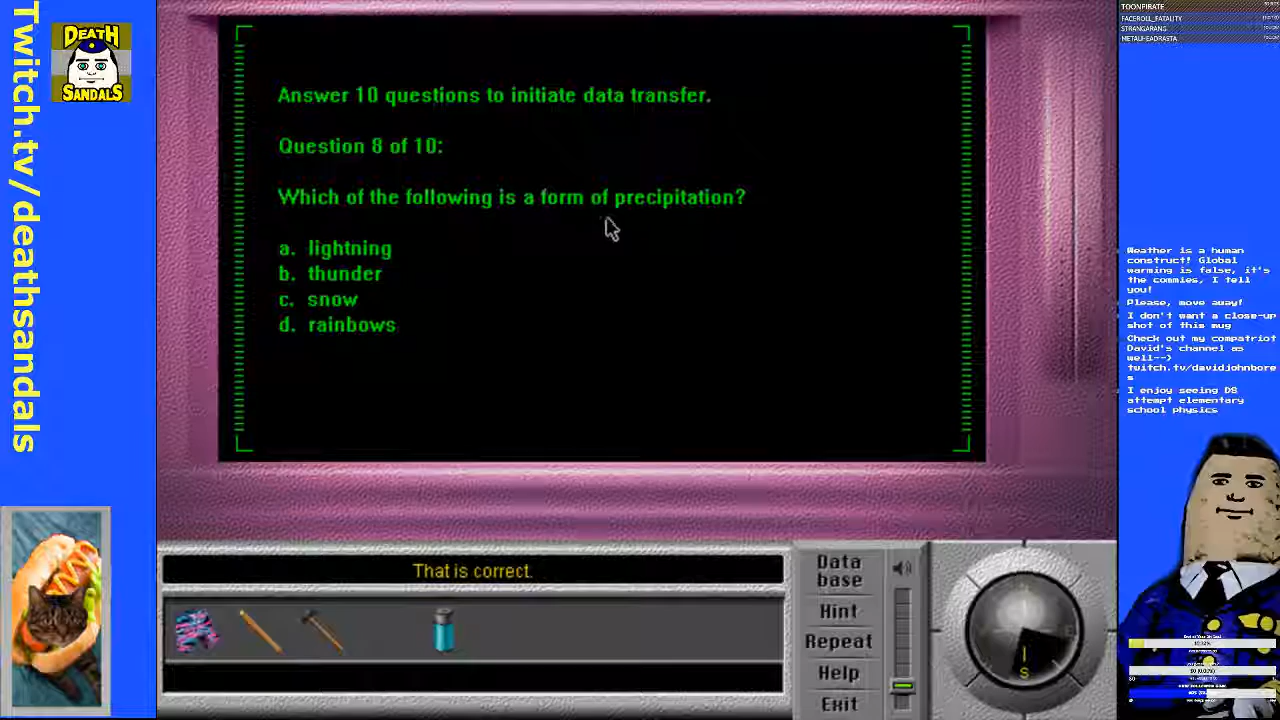 Twitch.tv/deathsandals
DEATH
SANDALS
Answer 10 questions to initiate data transfer.
Question 8 of 10:
Which of the following is a form of precipitation?
a. lightning
b. thunder
c. snow
d. rainbows
That is correct.
Data
base
Hint
Repeat
Help
Exit
S
TOONPIRATE
FACEROLL_FATALITY
STRANGARANG
METALHEADRASTA
Weather is a human
construct! Global
warming is false, it's
the commies, I tell
you!
Please, move away!
I don't want a close-up
shot of this mug
Check out my compatriot
David's channel as
well--)
twitch.tv/davidjohnbore
s
I enjoy seeing DS
attempt elementary
school physics